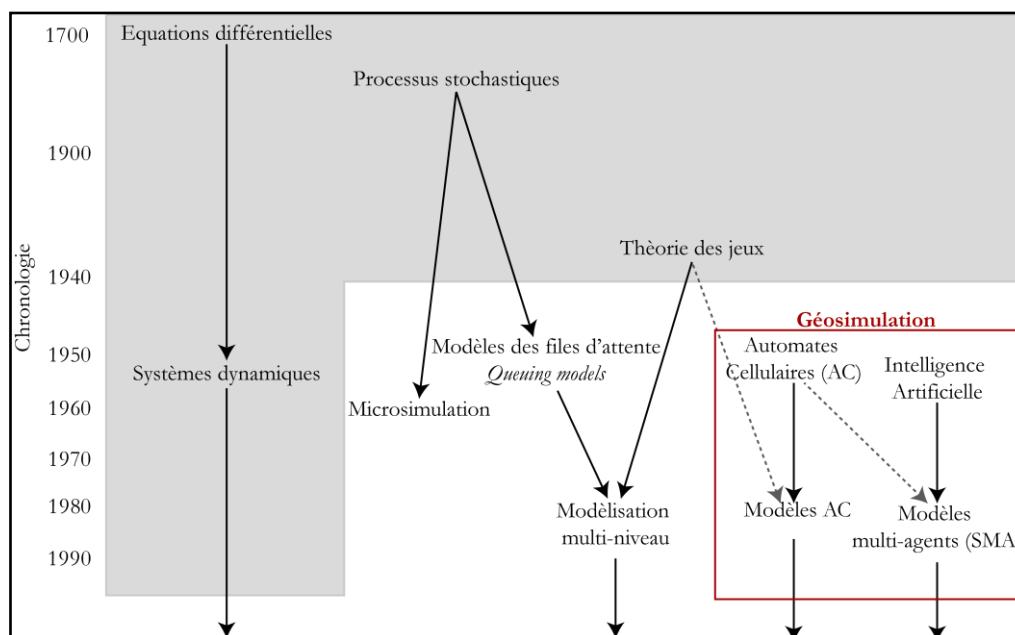 Chronologie
1700
1900
1940
1950
1960
1970
1980
1990
Equations différentielles
Processus stochastiques
Thèorie des jeux
Géosimulation
Modèles des files d'attente
Queuing models
Automates
Cellulaires (AC)
Intelligence
Artificielle
Systèmes dynamiques
Microsimulation
Modèlisation
multi-niveau
Modèles AC
Modèles
multi-agents (SMA